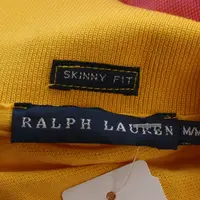 SKINNY FIT
RALPH LAUREN M/M